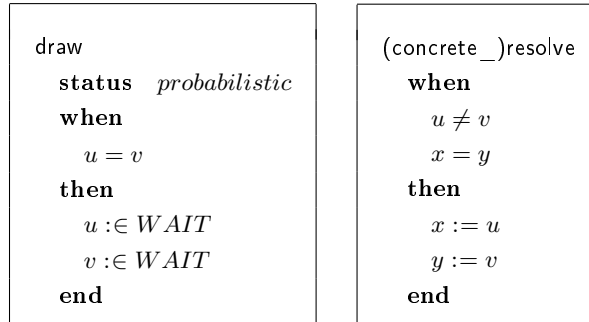 draw
status probabilistic
when
u = v
then
u :∈ WAIT
v :∈ WAIT
end
(concrete_)resolve
when
u ≠ v
x = y
then
x := u
y := v
end